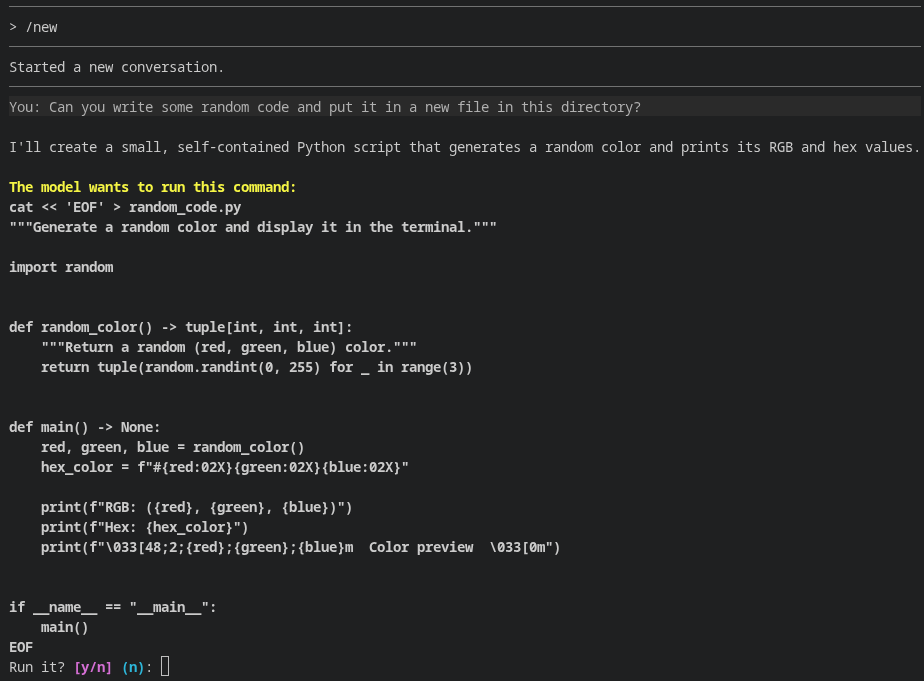 > /new
Started a new conversation.
You: Can you write some random code and put it in a new file in this directory?
I'll create a small, self-contained Python script that generates a random color and prints its RGB and hex values.
The model wants to run this command:
cat << 'EOF' > random_code.py
"""Generate a random color and display it in the terminal."""
import random
def random_color() -> tuple[int, int, int]:
    """Return a random (red, green, blue) color."""
    return tuple(random.randint(0, 255) for _ in range(3))
def main() -> None:
    red, green, blue = random_color()
    hex_color = f"#{red:02X}{green:02X}{blue:02X}"
    print(f"RGB: ({red}, {green}, {blue})")
    print(f"Hex: {hex_color}")
    print(f"\033[48;2;{red};{green};{blue}m  Color preview  \033[0m")
if __name__ == "__main__":
    main()
EOF
Run it? [y/n] (n):